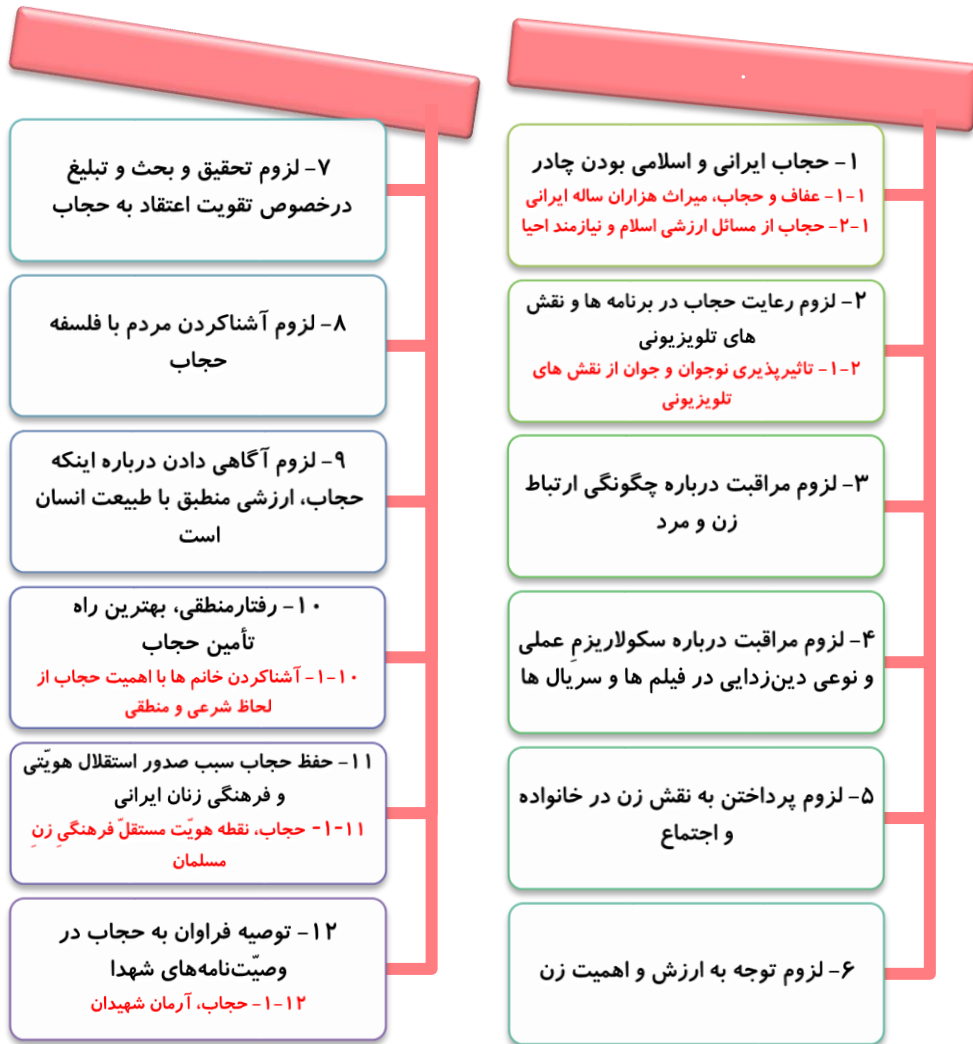 ۱- حجاب ایرانی و اسلامی بودن چادر
۱-۱- عفاف و حجاب، میراث هزاران ساله ایرانی
۲-۱- حجاب از مسائل ارزشی اسلام و نیازمند احیا
۲- لزوم رعایت حجاب در برنامه ها و نقش
های تلویزیونی
۱-۲- تاثیرپذیری نوجوان و جوان از نقش های
تلویزیونی
۳- لزوم مراقبت درباره چگونگی ارتباط
زن و مرد
۴- لزوم مراقبت درباره سکولاریزمِ عملی
و نوعی دین‌زدایی در فیلم ها و سریال ها
۵- لزوم پرداختن به نقش زن در خانواده
و اجتماع
۶- لزوم توجه به ارزش و اهمیت زن
۷- لزوم تحقیق و بحث و تبلیغ
درخصوص تقویت اعتقاد به حجاب
۸- لزوم آشناکردن مردم با فلسفه
حجاب
۹- لزوم آگاهی دادن درباره اینکه
حجاب، ارزشی منطبق با طبیعت انسان
است
۱۰- رفتارمنطقی، بهترین راه
تأمین حجاب
۱-۱۰- آشناکردن خانم ها با اهمیت حجاب از
لحاظ شرعی و منطقی
۱۱- حفظ حجاب سبب صدور استقلال هویّتی
و فرهنگی زنان ایرانی
۱-۱۱- حجاب، نقطه هویّت مستقلّ فرهنگیِ زنِ
مسلمان
۱۲- توصیه فراوان به حجاب در
وصیّت‌نامه‌های شهدا
۱-۱۲- حجاب، آرمان شهیدان